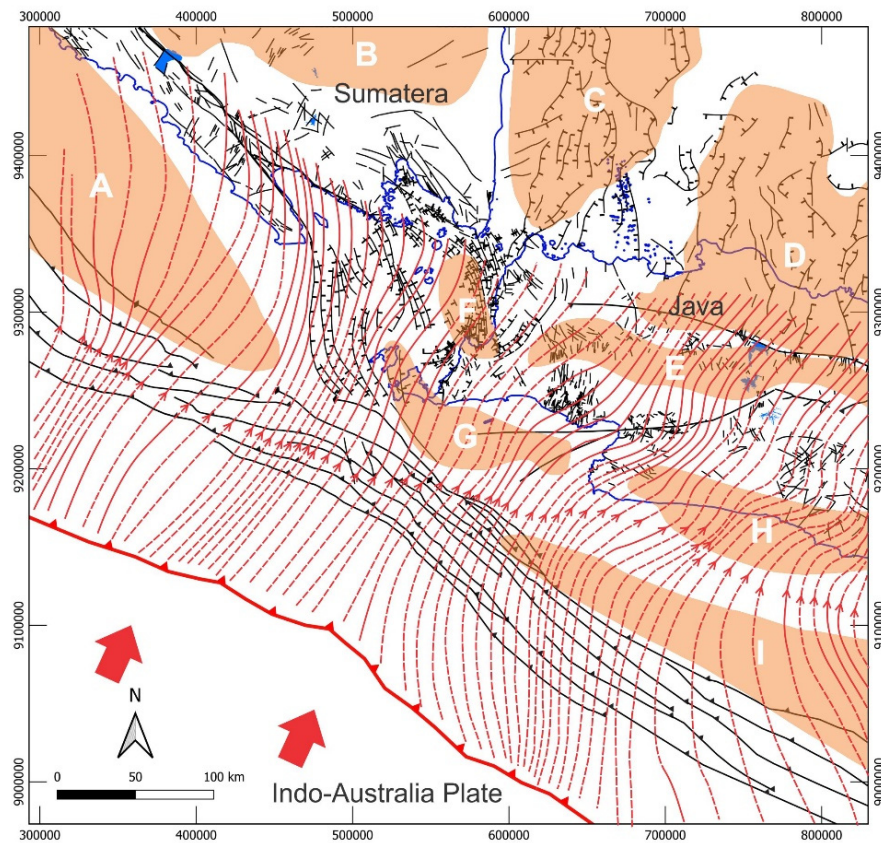 300000 400000 500000 600000 700000 800000
B
Sumatera
C
9400000 9400000
A
D
9300000 F Java 9300000
E
G
9200000 9200000
H
9100000 I 9100000
N
0 50 100 km
Indo-Australia Plate
9000000 9000000
300000 400000 500000 600000 700000 800000